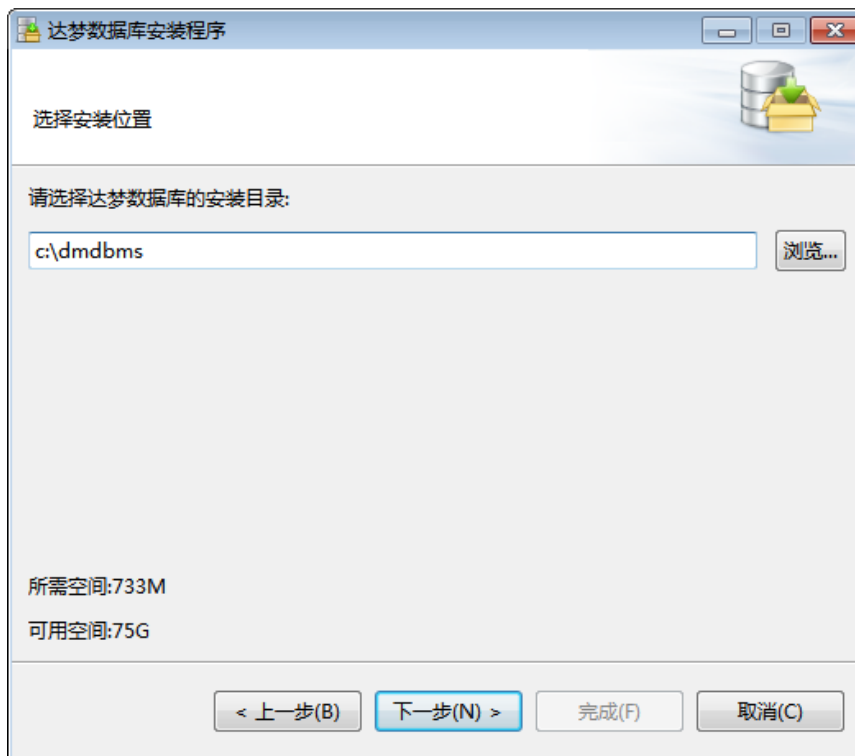 达梦数据库安装程序
选择安装位置
请选择达梦数据库的安装目录:
c:\dmdbms
浏览...
所需空间:733M
可用空间:75G
< 上一步(B)
下一步(N) >
完成(F)
取消(C)